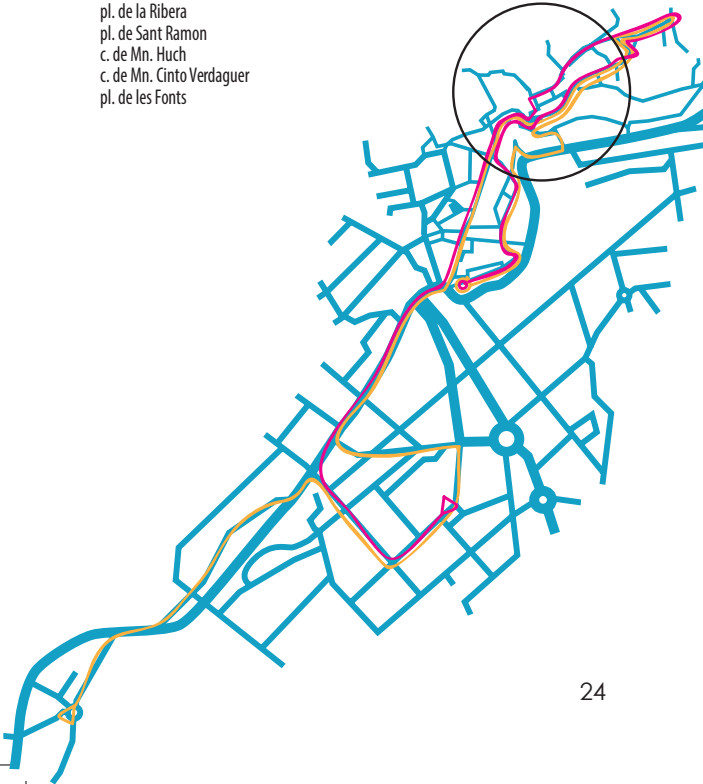 pl. de la Ribera
pl. de Sant Ramon
c. de Mn. Huch
c. de Mn. Cinto Verdaguer
pl. de les Fonts
24